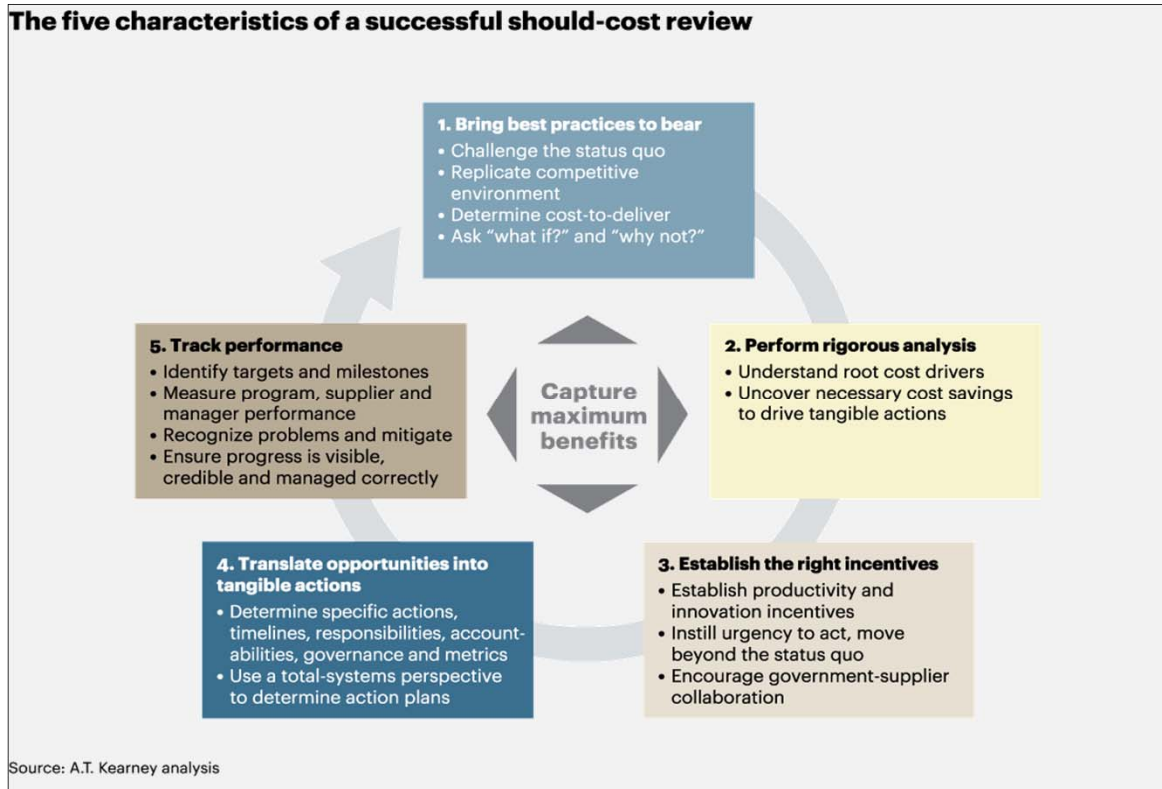 The five characteristics of a successful should-cost review
1. Bring best practices to bear
• Challenge the status quo
• Replicate competitive
environment
• Determine cost-to-deliver
• Ask “what if?” and “why not?”
2. Perform rigorous analysis
• Understand root cost drivers
• Uncover necessary cost savings
to drive tangible actions
3. Establish the right incentives
• Establish productivity and
innovation incentives
• Instill urgency to act, move
beyond the status quo
• Encourage government-supplier
collaboration
4. Translate opportunities into
tangible actions
• Determine specific actions,
timelines, responsibilities, account-
abilities, governance and metrics
• Use a total-systems perspective
to determine action plans
5. Track performance
• Identify targets and milestones
• Measure program, supplier and
manager performance
• Recognize problems and mitigate
• Ensure progress is visible,
credible and managed correctly
Capture
maximum
benefits
Source: A.T. Kearney analysis